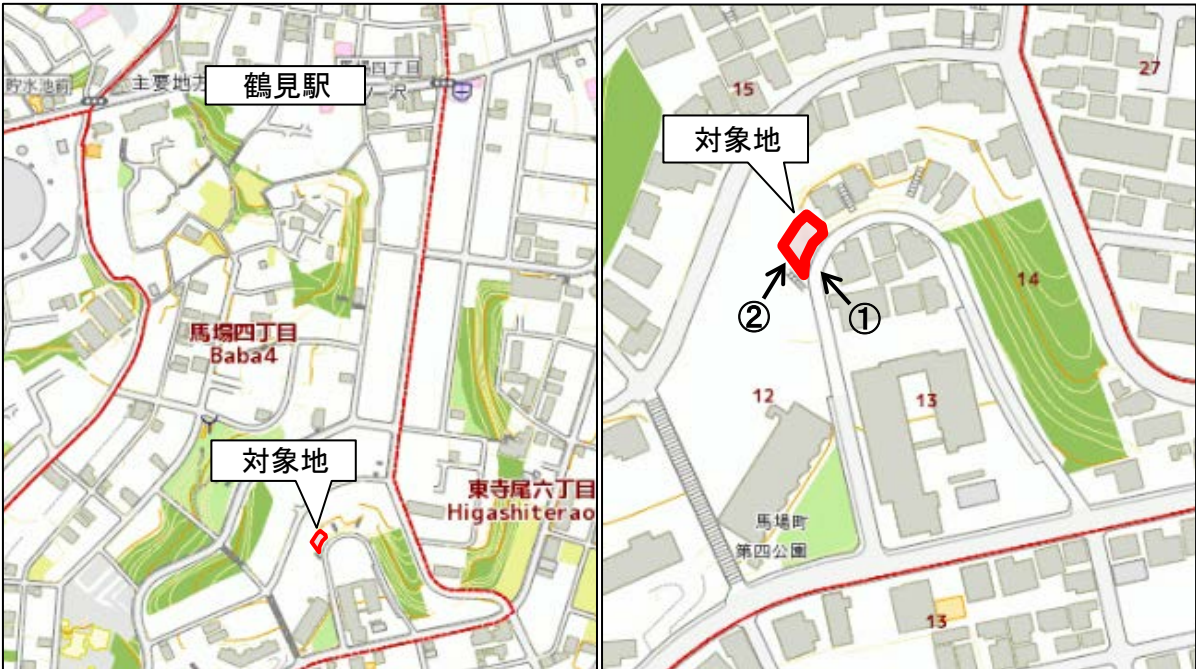 貯水池前
主要地方
鶴見駅
馬場四丁目
ノ沢
馬場四丁目
Baba4
対象地
東寺尾六丁目
Higashiterao
15
27
対象地
14
②
①
12
13
馬場町
第四公園
13